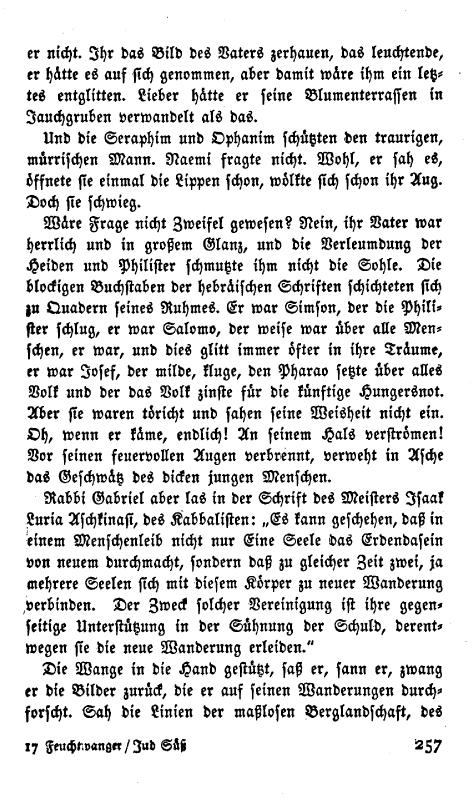 er nicht. Ihr das Bild des Vaters zerhauen, das leuchtende,
er hätte es auf sich genommen, aber damit wäre ihm ein letz-
tes entglitten. Lieber hätte er seine Blumenterrassen in
Jauchgruben verwandelt als das.
Und die Seraphim und Ophanim schützten den traurigen,
mürrischen Mann. Naemi fragte nicht. Wohl, er sah es,
öffnete sie einmal die Lippen schon, wölkte sich schon ihr Aug.
Doch sie schwieg.
Wäre Frage nicht Zweifel gewesen? Nein, ihr Vater war
herrlich und in großem Glanz, und die Verleumdung der
Heiden und Philister schmutzte ihm nicht die Sohle. Die
blockigen Buchstaben der hebräischen Schriften schichteten sich
zu Quadern seines Ruhmes. Er war Simson, der die Phili-
ster schlug, er war Salomo, der weise war über alle Men-
schen, er war, und dies glitt immer öfter in ihre Träume,
er war Josef, der milde, kluge, den Pharao setzte über alles
Volk und der das Volk zinste für die künftige Hungersnot.
Aber sie waren töricht und sahen seine Weisheit nicht ein.
Oh, wenn er käme, endlich! An seinem Hals verströmen!
Vor seinen feuervollen Augen verbrennt, verweht in Asche
das Geschwätz des dicken jungen Menschen.
Rabbi Gabriel aber las in der Schrift des Meisters Isaak
Luria Aschkinasi, des Kabbalisten: „Es kann geschehen, daß in
einem Menschenleib nicht nur Eine Seele das Erdendasein
von neuem durchmacht, sondern daß zu gleicher Zeit zwei, ja
mehrere Seelen sich mit diesem Körper zu neuer Wanderung
verbinden. Der Zweck solcher Vereinigung ist ihre gegen-
seitige Unterstützung in der Sühnung der Schuld, derent-
wegen sie die neue Wanderung erleiden.“
Die Wange in die Hand gestützt, saß er, sann er, zwang
er die Bilder zurück, die er auf seinen Wanderungen durch-
forscht. Sah die Linien der maßlosen Berglandschaft, des
17 Feuchtwanger / Jud Süß 257